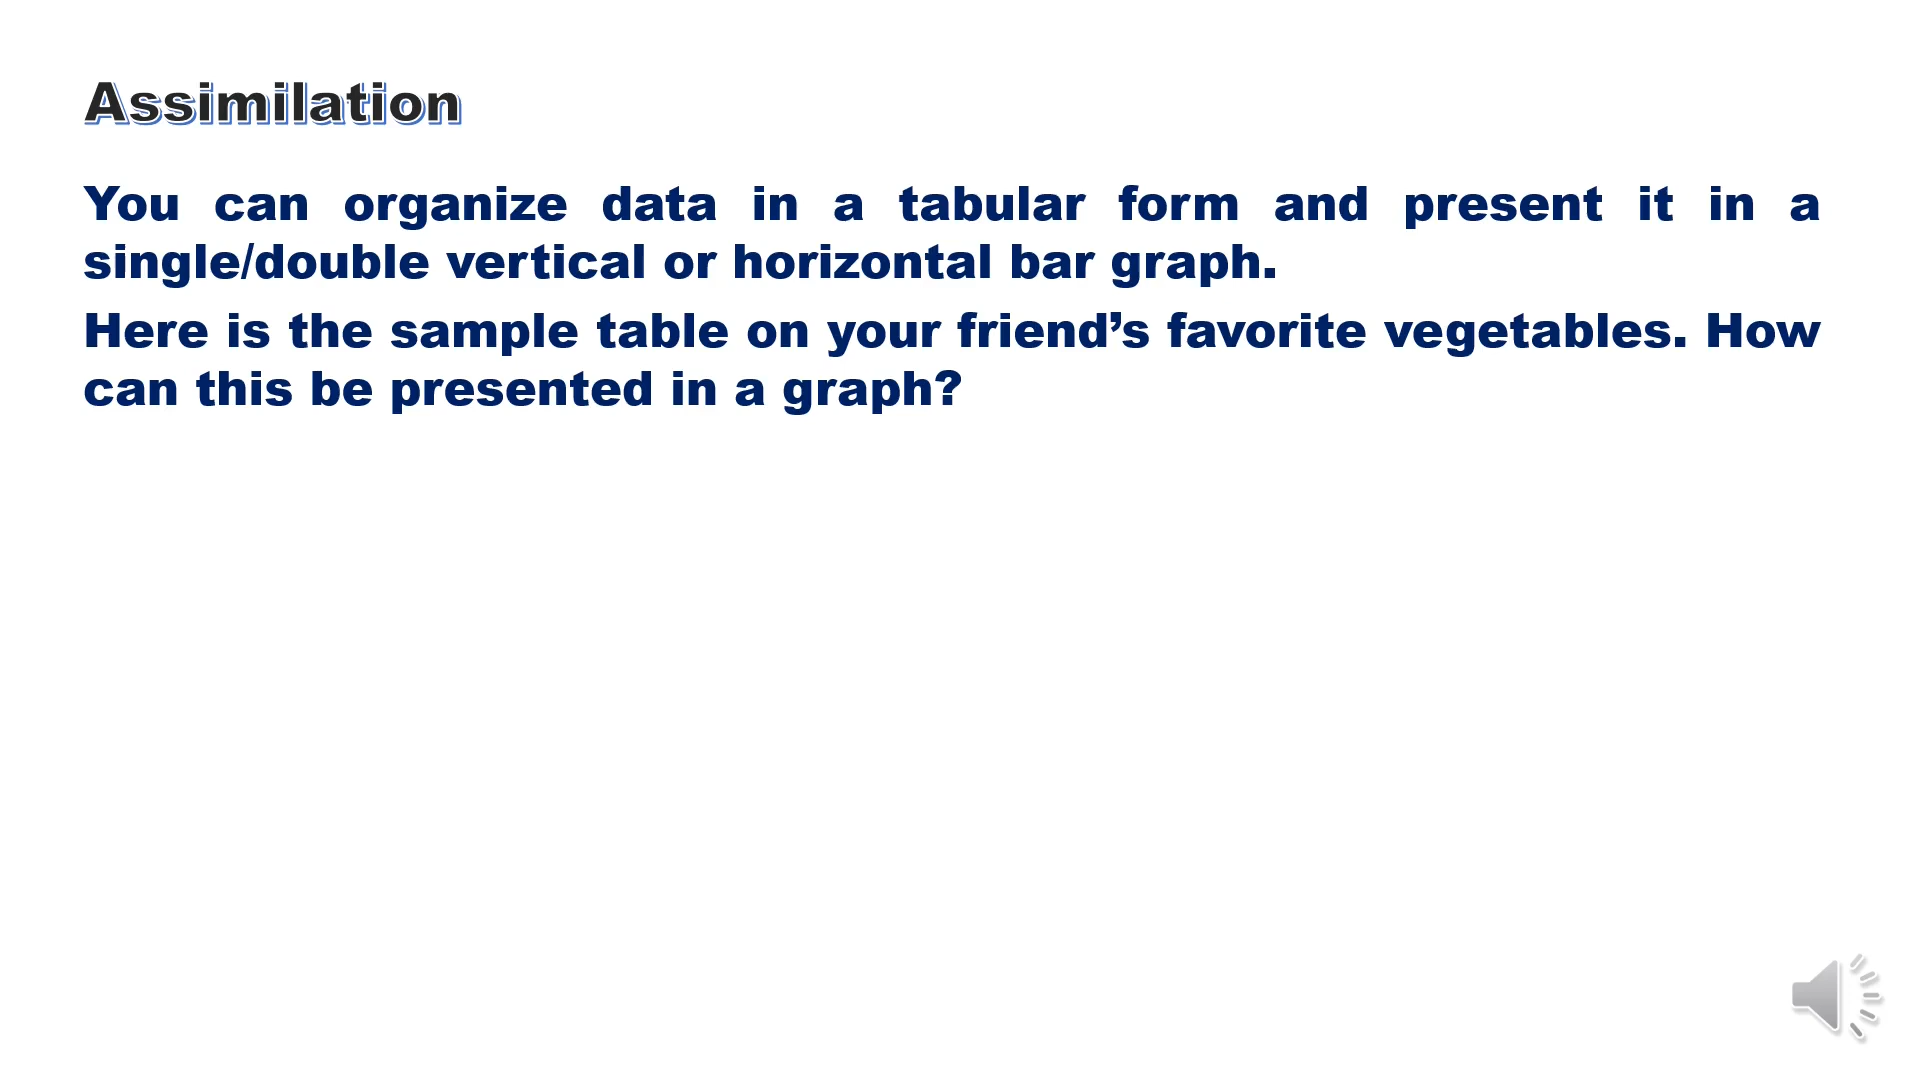 Assimilation
You can organize data in a tabular form and present it in a
single/double vertical or horizontal bar graph.
Here is the sample table on your friend’s favorite vegetables. How
can this be presented in a graph?